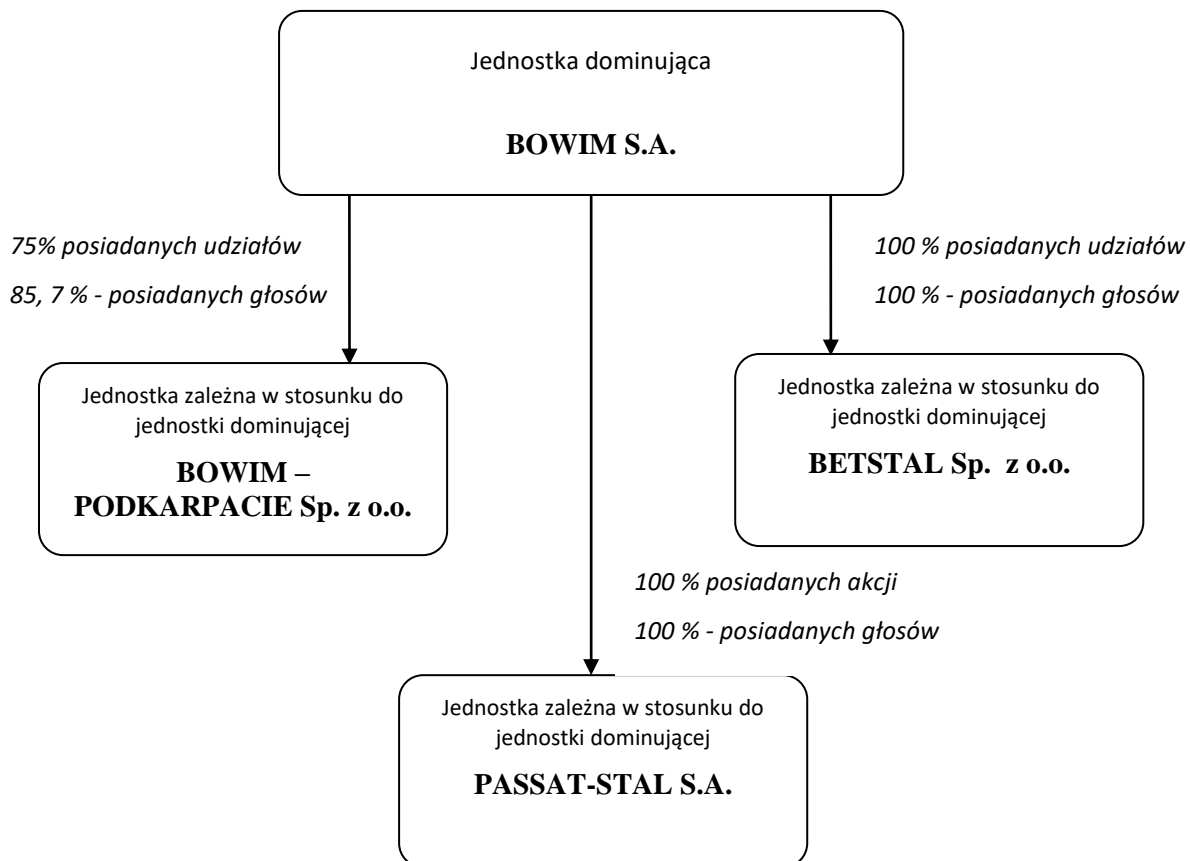 Jednostka dominująca
BOWIM S.A.
75% posiadanych udziałów
85, 7 % - posiadanych głosów
100 % posiadanych udziałów
100 % - posiadanych głosów
Jednostka zależna w stosunku do
jednostki dominującej
BOWIM –
PODKARPACIE Sp. z o.o.
Jednostka zależna w stosunku do
jednostki dominującej
BETSTAL Sp. z o.o.
100 % posiadanych akcji
100 % - posiadanych głosów
Jednostka zależna w stosunku do
jednostki dominującej
PASSAT-STAL S.A.